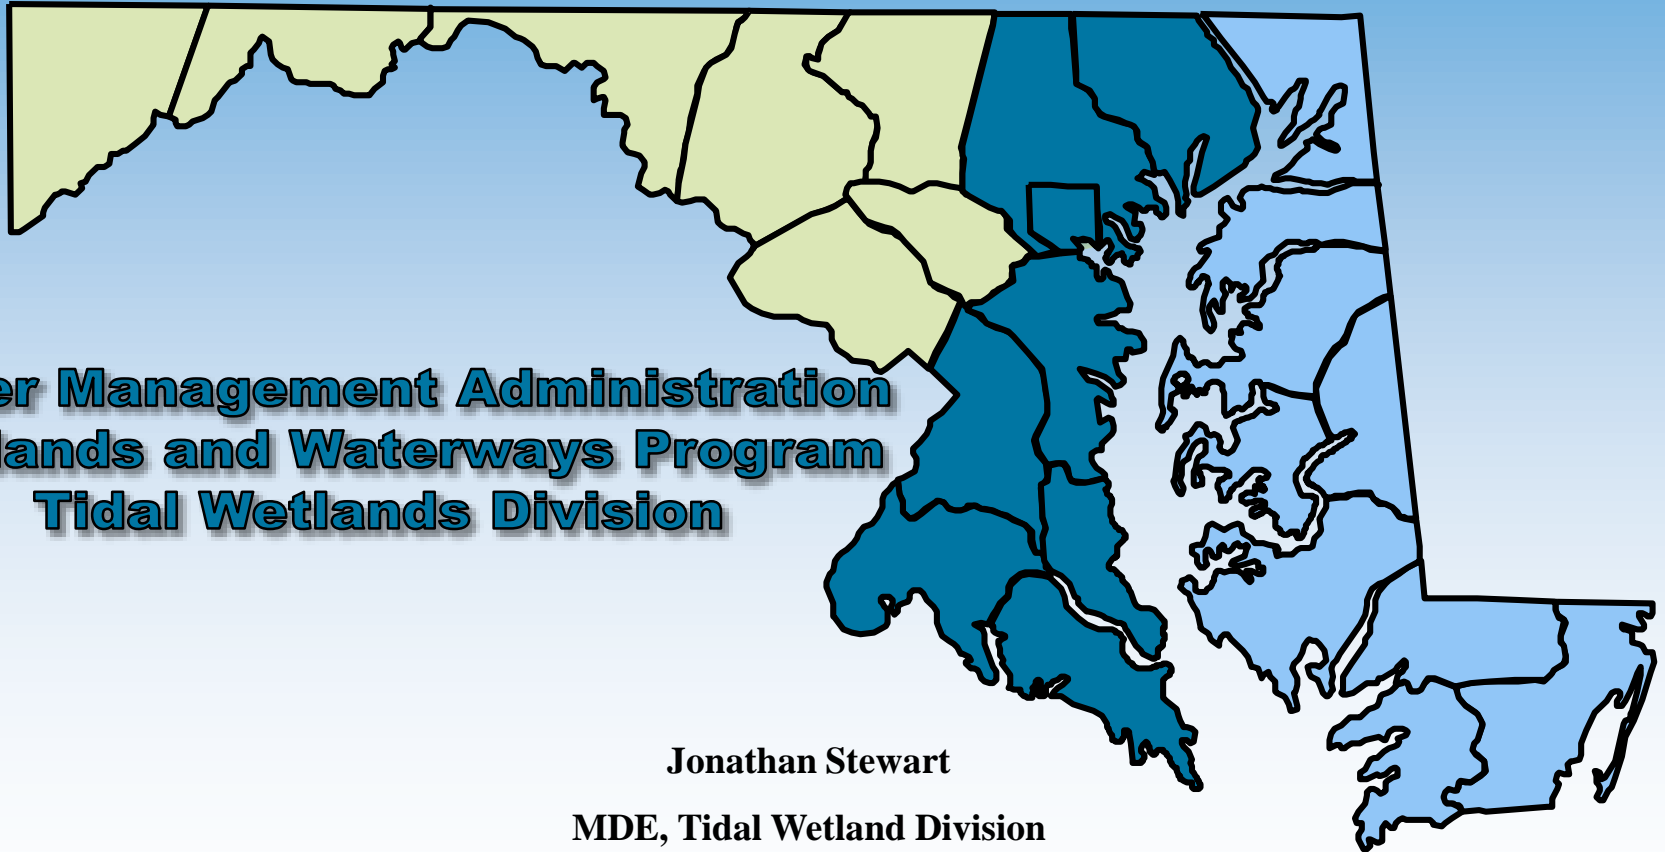 er Management Administration
lands and Waterways Program
Tidal Wetlands Division
Jonathan Stewart
MDE, Tidal Wetland Division